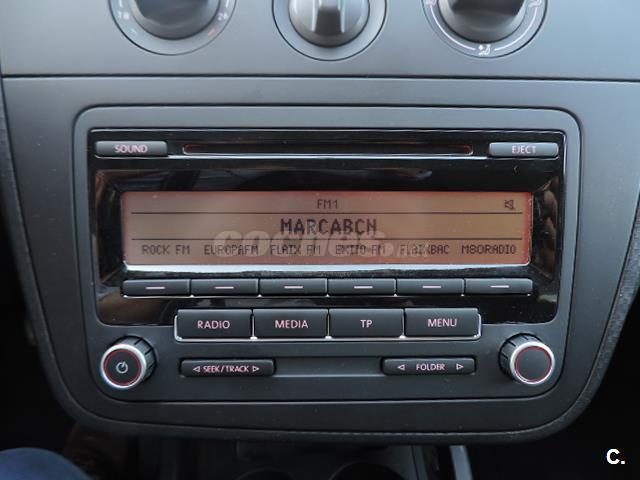 SOUND EJECT
FM1
MARCABCN
ROCK FM EUROPAFM FLAIX FM EMITO-FM FLAIXBAC M80RADIO
RADIO MEDIA TP MENU
SEEK/TRACK FOLDER
C.